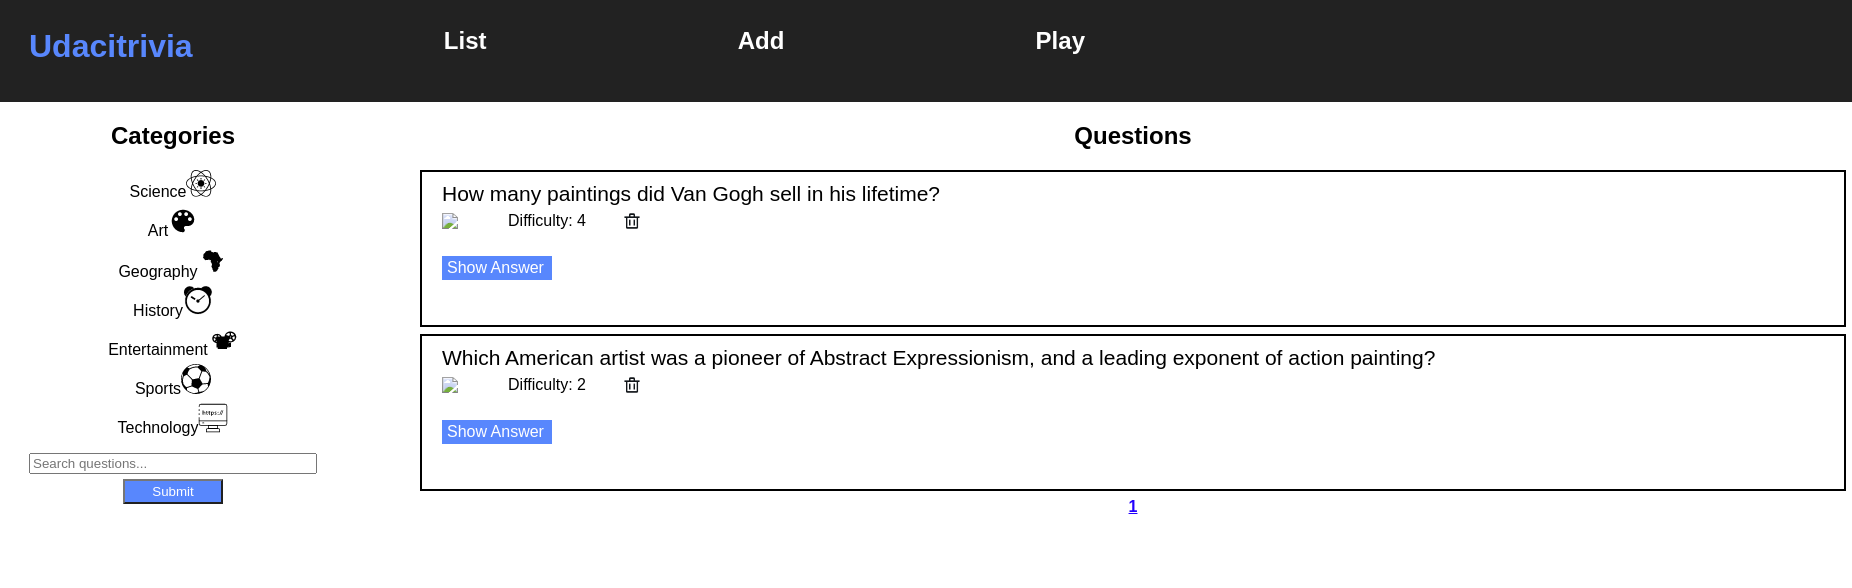 Udacitrivia
List
Add
Play
Categories
Science
Art
Geography
History
Entertainment
Sports
https://
Technology
Search questions...
Submit
Questions
How many paintings did Van Gogh sell in his lifetime?
Difficulty: 4
Show Answer
Which American artist was a pioneer of Abstract Expressionism, and a leading exponent of action painting?
Difficulty: 2
Show Answer
1